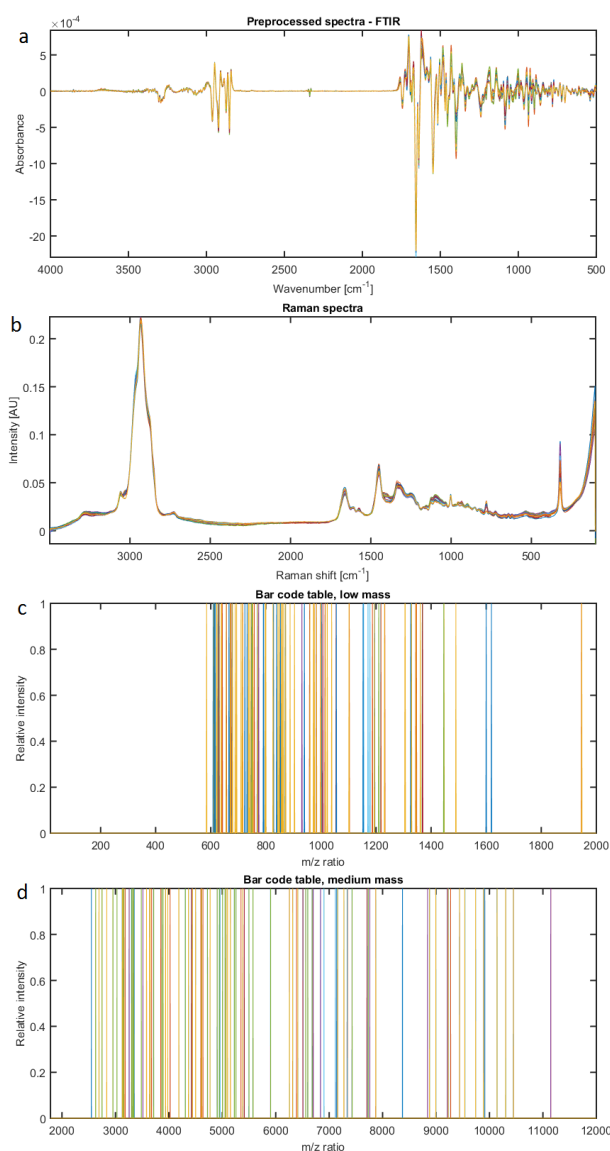 a
Preprocessed spectra - FTIR
×10⁻⁴
5
0
-5
-10
-15
-20
Absorbance
4000 3500 3000 2500 2000 1500 1000 500
Wavenumber [cm⁻¹]
b
Raman spectra
0.2
0.15
0.1
0.05
0
Intensity [AU]
3000 2500 2000 1500 1000 500
Raman shift [cm⁻¹]
c
Bar code table, low mass
1
0.8
0.6
0.4
0.2
0
Relative intensity
200 400 600 800 1000 1200 1400 1600 1800 2000
m/z ratio
d
Bar code table, medium mass
1
0.8
0.6
0.4
0.2
0
Relative intensity
2000 3000 4000 5000 6000 7000 8000 9000 10000 11000 12000
m/z ratio